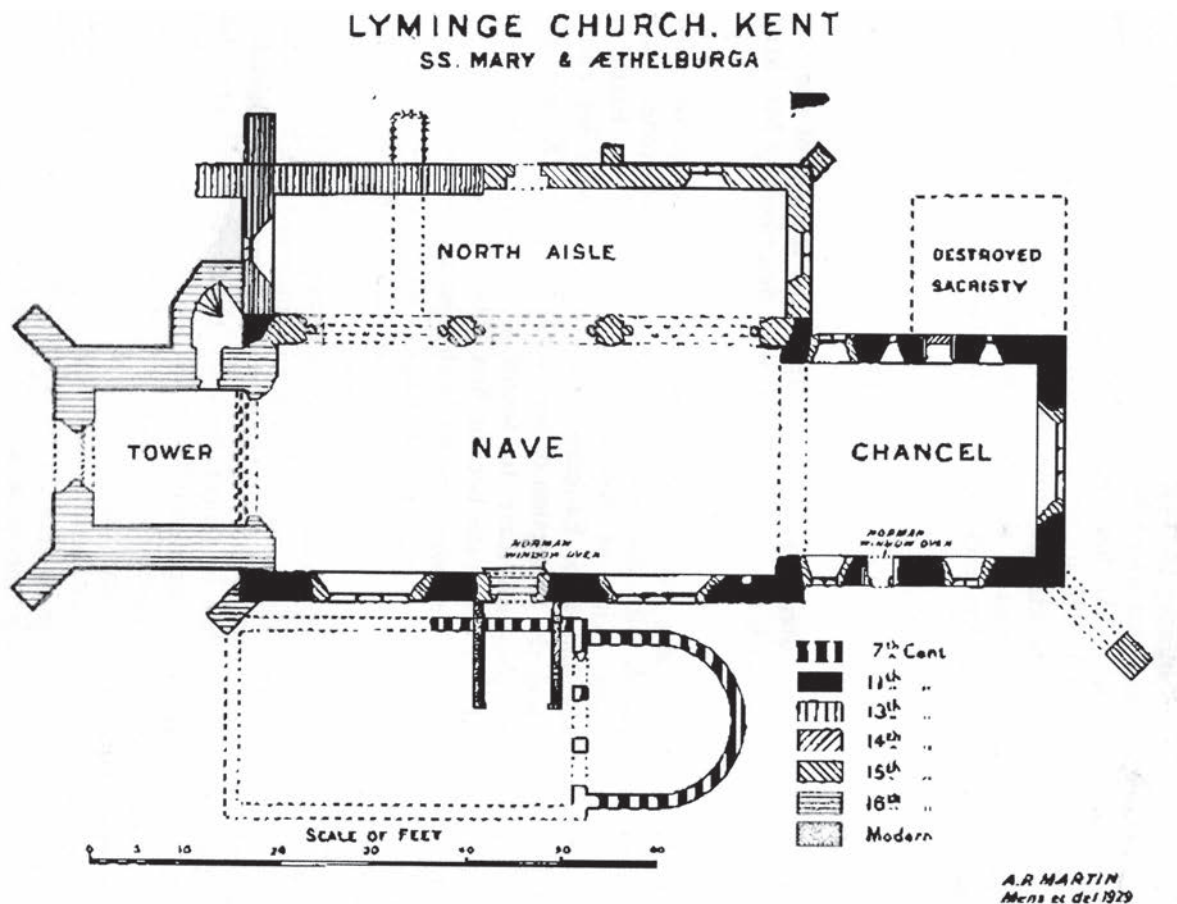 LYMINGE CHURCH, KENT
SS. MARY & ÆTHELBURGA
NORTH AISLE
DESTROYED
SACRISTY
TOWER
NAVE
CHANCEL
NORMAN
WINDOW OVER
NORMAN
WINDOW OVER
7th Cent
11th "
13th "
14th "
15th "
16th "
Modern
SCALE OF FEET
0 5 10 20 30 40 50 60
A.R. MARTIN
Mens et del 1929